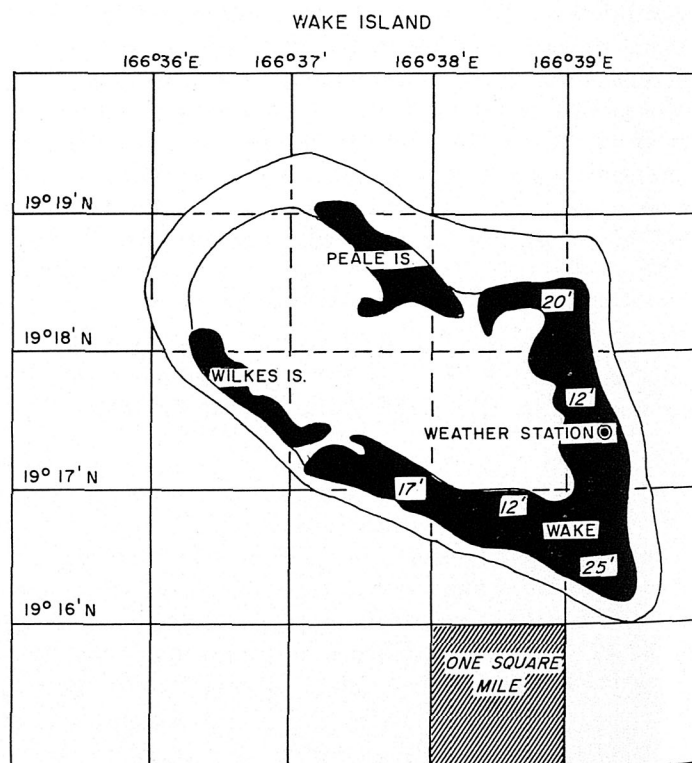 WAKE ISLAND
166°36'E 166°37' 166°38'E 166°39'E
19° 19' N
PEALE IS.
20'
19° 18' N
WILKES IS.
12'
WEATHER STATION
19° 17' N
17'
12'
WAKE
25'
19° 16' N
ONE SQUARE
MILE